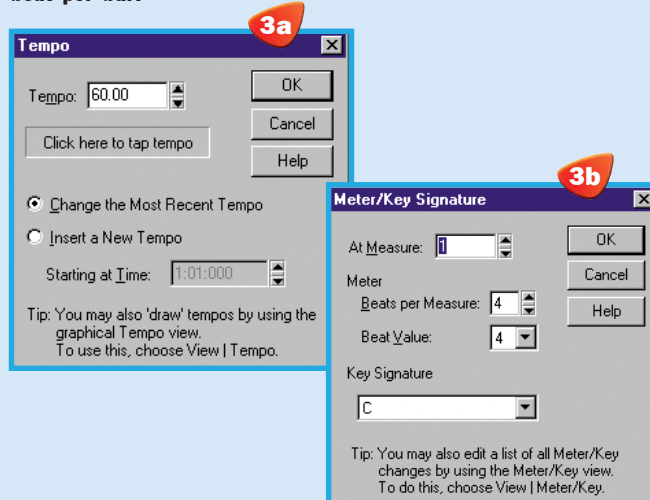 beats per bar.
3a
Tempo
Tempo: 60.00
OK
Click here to tap tempo
Cancel
Help
Change the Most Recent Tempo
Insert a New Tempo
Starting at Time: 1:01:000
Tip: You may also 'draw' tempos by using the
graphical Tempo view.
To use this, choose View | Tempo.
3b
Meter/Key Signature
At Measure: 1
OK
Meter
Cancel
Beats per Measure: 4
Help
Beat Value: 4
Key Signature
C
Tip: You may also edit a list of all Meter/Key
changes by using the Meter/Key view.
To do this, choose View | Meter/Key.